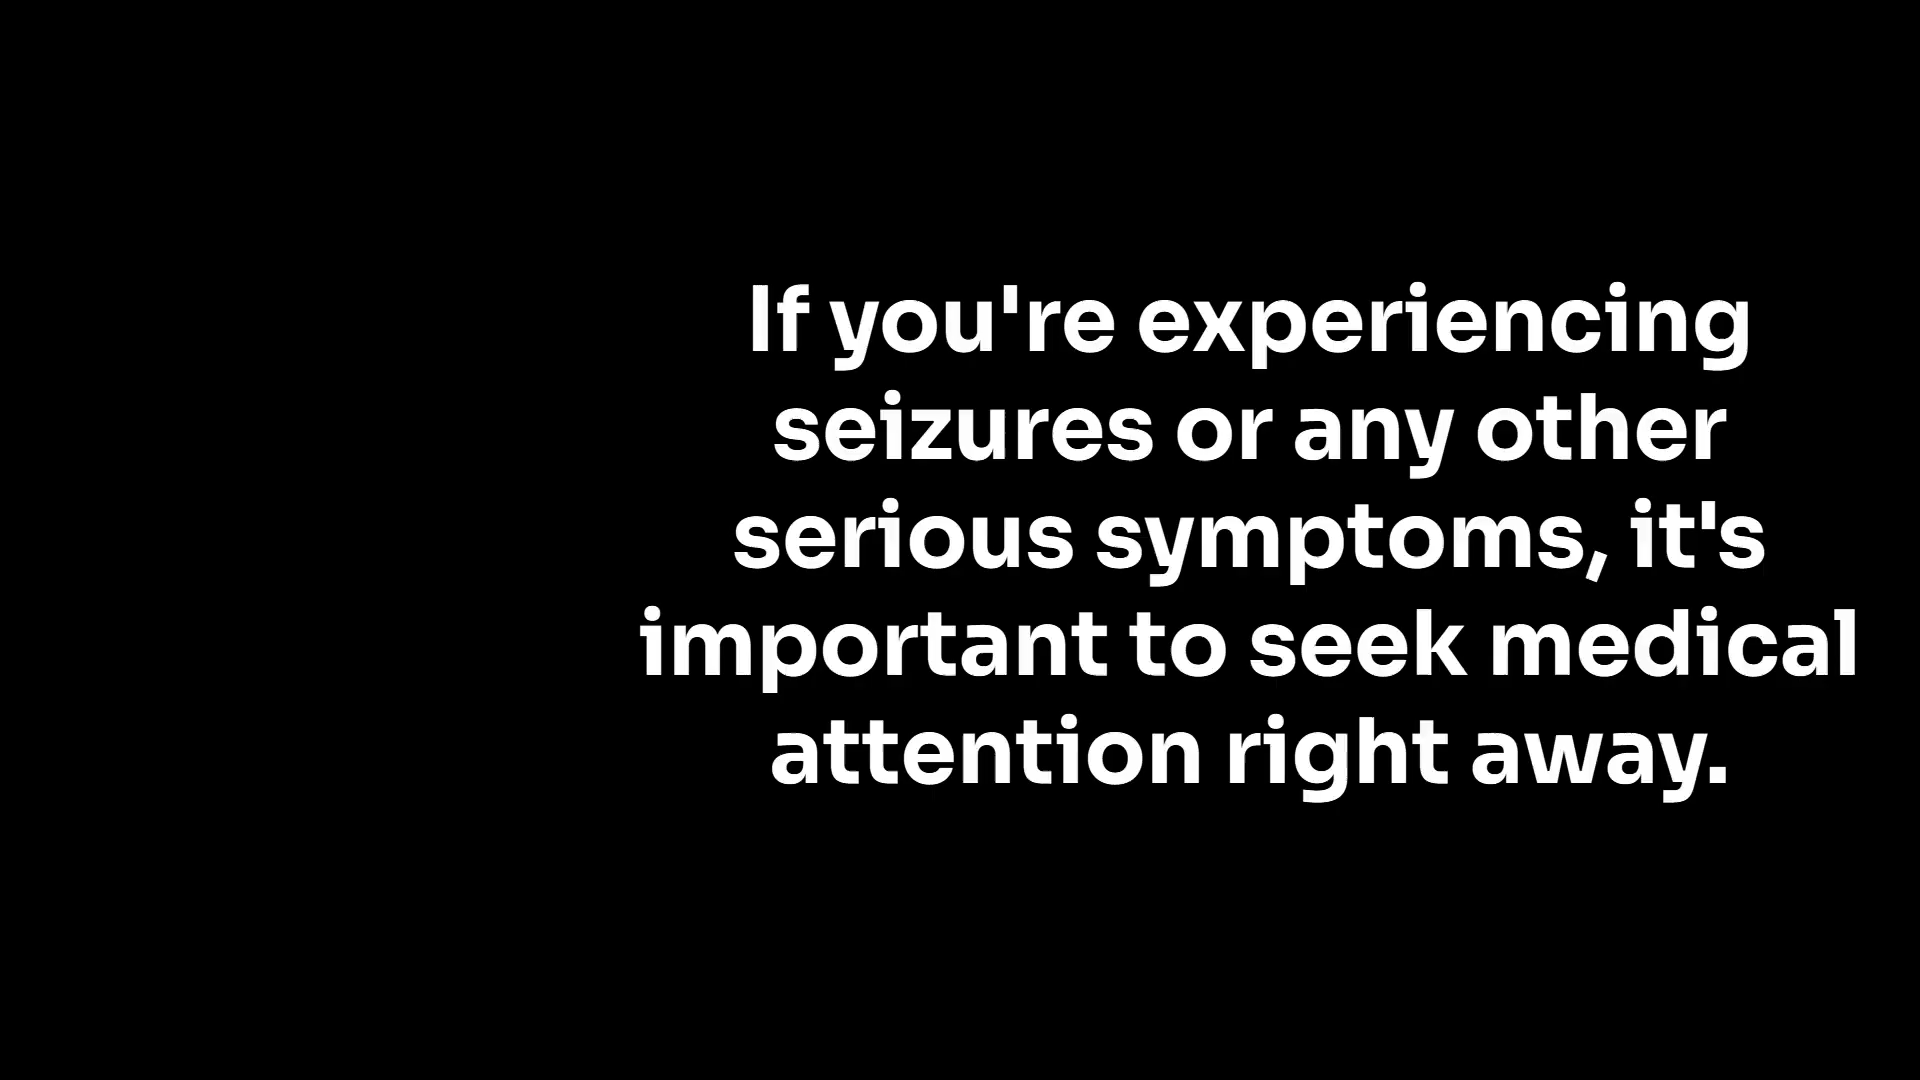 If you're experiencing
seizures or any other
serious symptoms, it's
important to seek medical
attention right away.